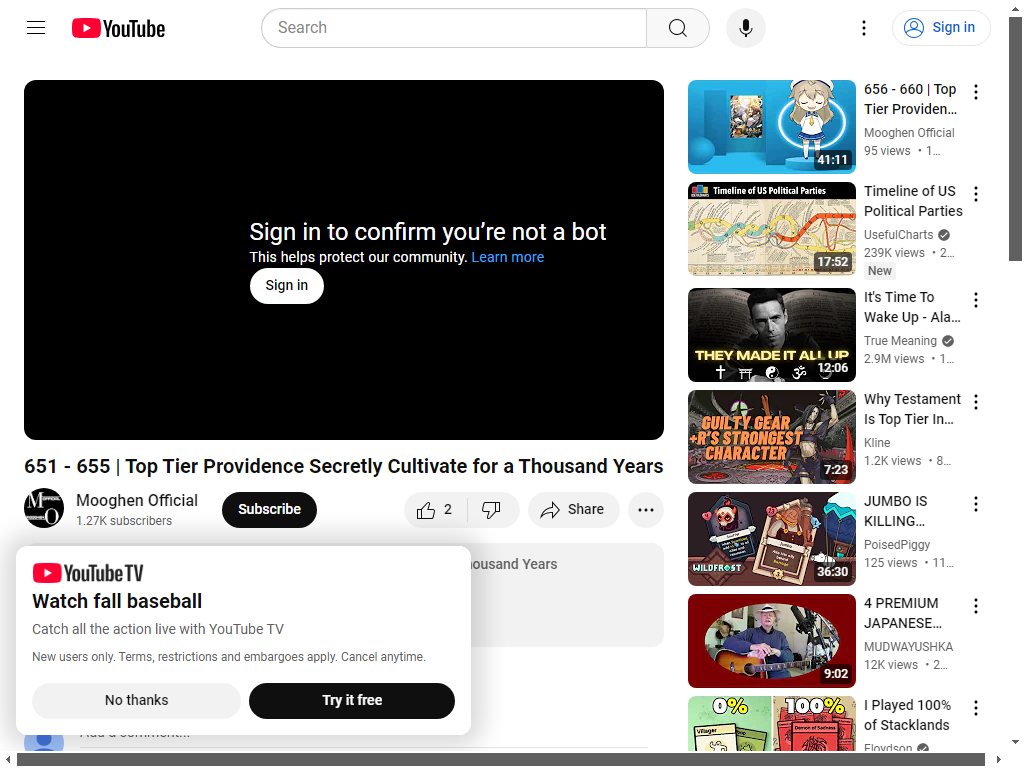 YouTube
Search
Sign in
Sign in to confirm you're not a bot
This helps protect our community. Learn more
Sign in
651 - 655 | Top Tier Providence Secretly Cultivate for a Thousand Years
Mooghen Official
1.27K subscribers
Subscribe
2
Share
housand Years
YouTube TV
Watch fall baseball
Catch all the action live with YouTube TV
New users only. Terms, restrictions and embargoes apply. Cancel anytime.
No thanks
Try it free
Add a comment...
41:11
656 - 660 | Top
Tier Providen...
Mooghen Official
95 views • 1...
Timeline of US Political Parties
17:52
Timeline of US
Political Parties
UsefulCharts
239K views • 2...
New
THEY MADE IT ALL UP
12:06
It's Time To
Wake Up - Ala...
True Meaning
2.9M views • 1...
GUILTY GEAR
+R'S STRONGEST
CHARACTER
7:23
Why Testament
Is Top Tier In...
Kline
1.2K views • 8...
WILDFROST
36:30
JUMBO IS
KILLING...
PoisedPiggy
125 views • 11...
9:02
4 PREMIUM
JAPANESE...
MUDWAYUSHKA
12K views • 2...
0% 100%
Villager
Demon of Sadness
I Played 100%
of Stacklands
Floydson